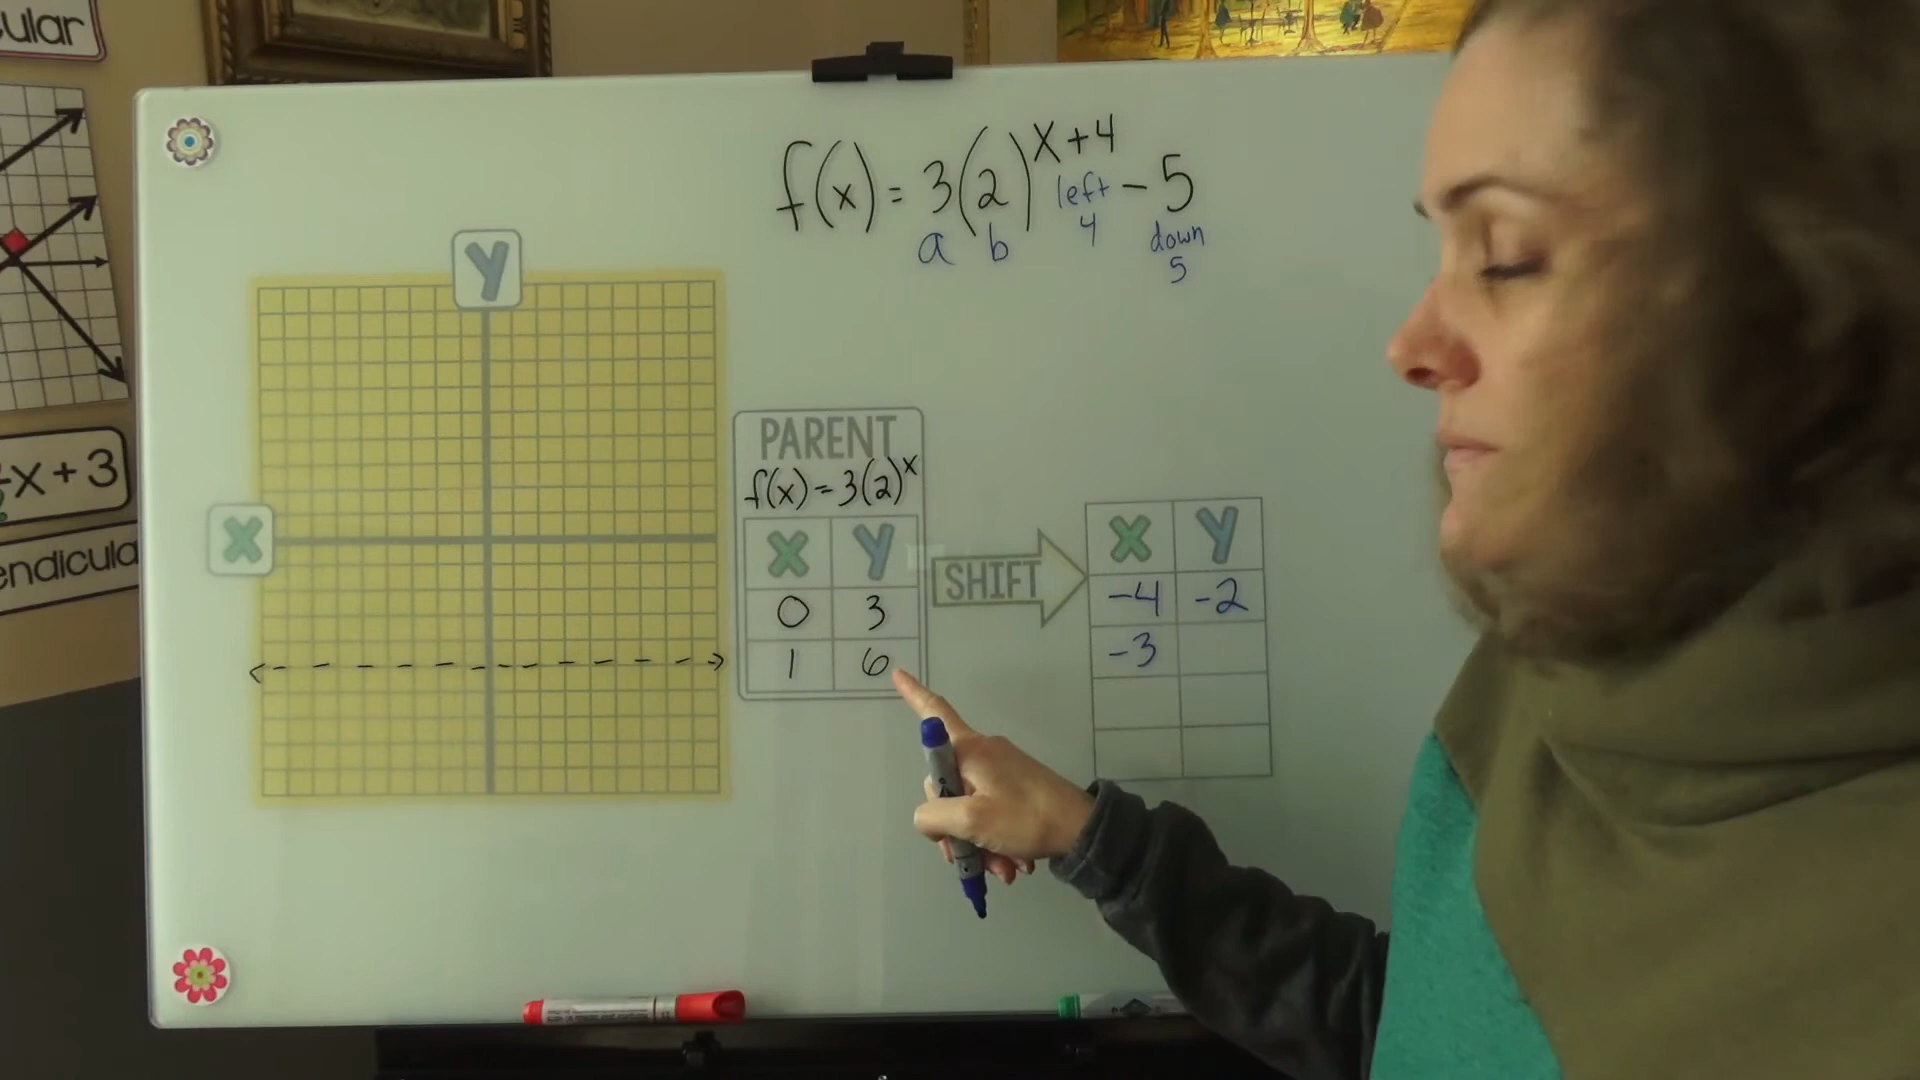 ular
X + 3
endicula
f(x) = 3(2)^x+4 - 5
a b left 4 down 5
Y
X
PARENT
f(x) = 3(2)^x
X Y
0 3
1 6
SHIFT
X Y
-4 -2
-3